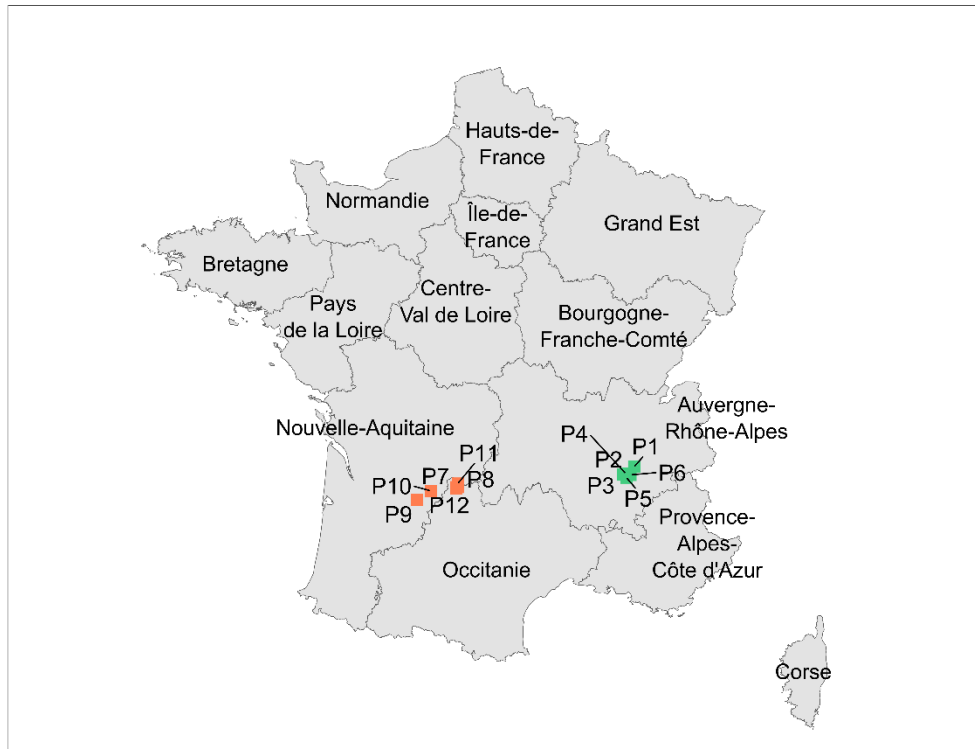 Hauts-de-
France
Normandie
Île-de-
France
Grand Est
Bretagne
Pays
de la Loire
Centre-
Val de Loire
Bourgogne-
Franche-Comté
Nouvelle-Aquitaine
Auvergne-
Rhône-Alpes
P4
P1
P2
P6
P3
P5
P11
P7
P8
P10
P12
P9
Provence-
Alpes-
Côte d'Azur
Occitanie
Corse